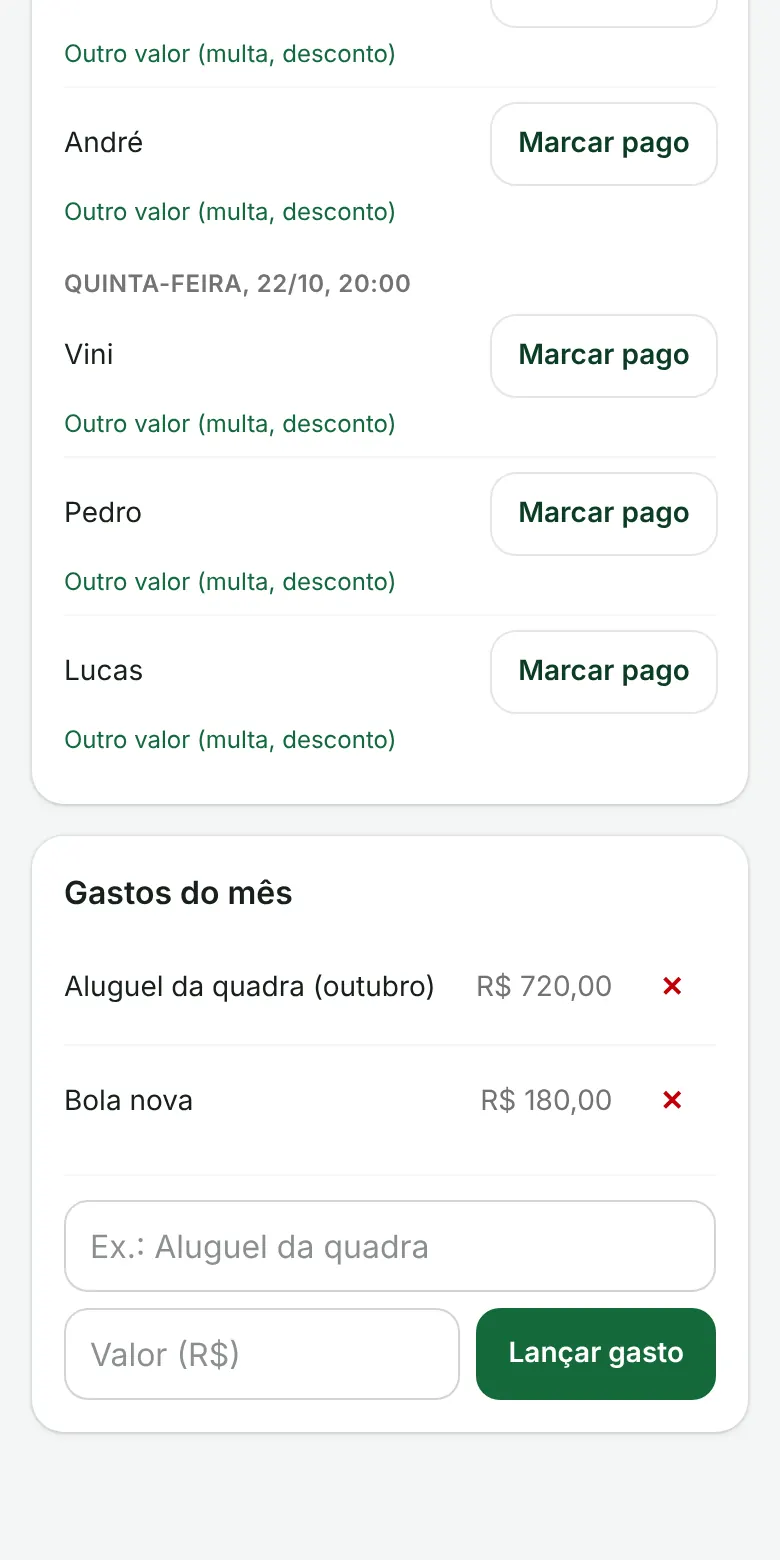 Outro valor (multa, desconto)
André
Marcar pago
Outro valor (multa, desconto)
QUINTA-FEIRA, 22/10, 20:00
Vini
Marcar pago
Outro valor (multa, desconto)
Pedro
Marcar pago
Outro valor (multa, desconto)
Lucas
Marcar pago
Outro valor (multa, desconto)
Gastos do mês
Aluguel da quadra (outubro) R$ 720,00 ✕
Bola nova R$ 180,00 ✕
Ex.: Aluguel da quadra
Valor (R$)
Lançar gasto